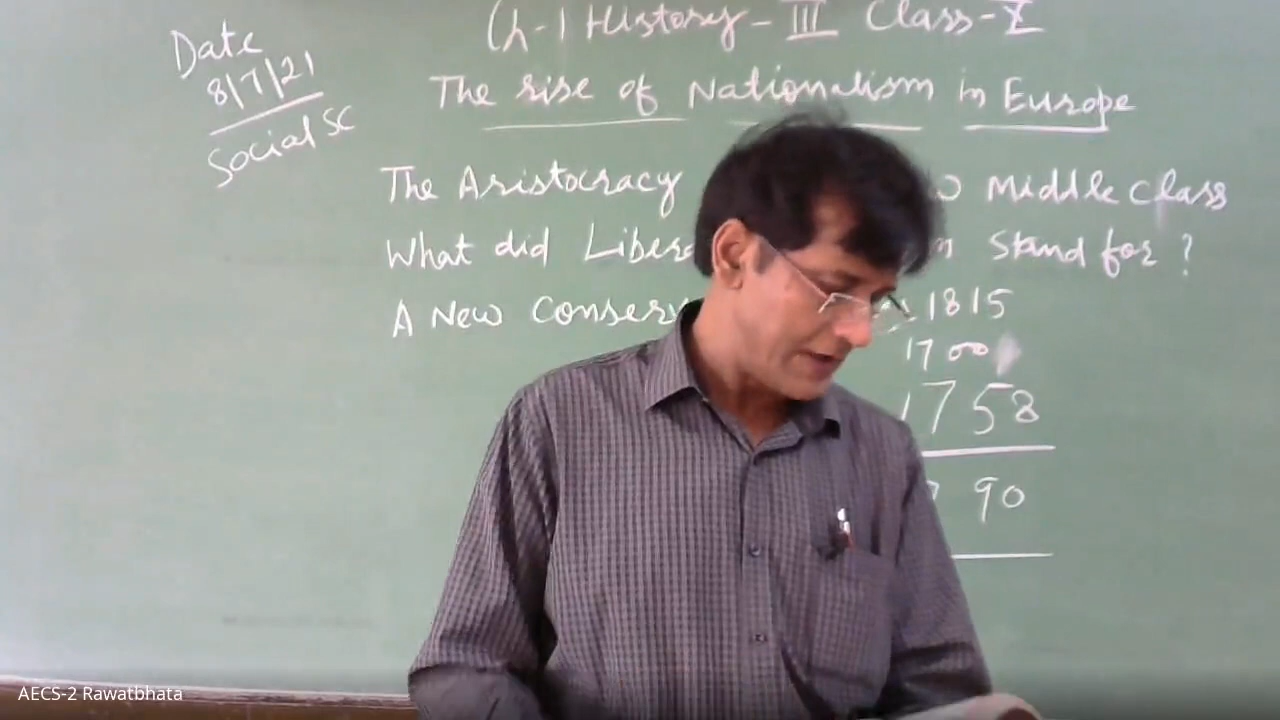 Date
8/7/21
Social SC
Ch-1 History-III Class-X
The rise of Nationalism in Europe
The Aristocracy Middle class
What did Stand for?
A New 1815
1700
1758
90
AECS-2 Rawatbhata